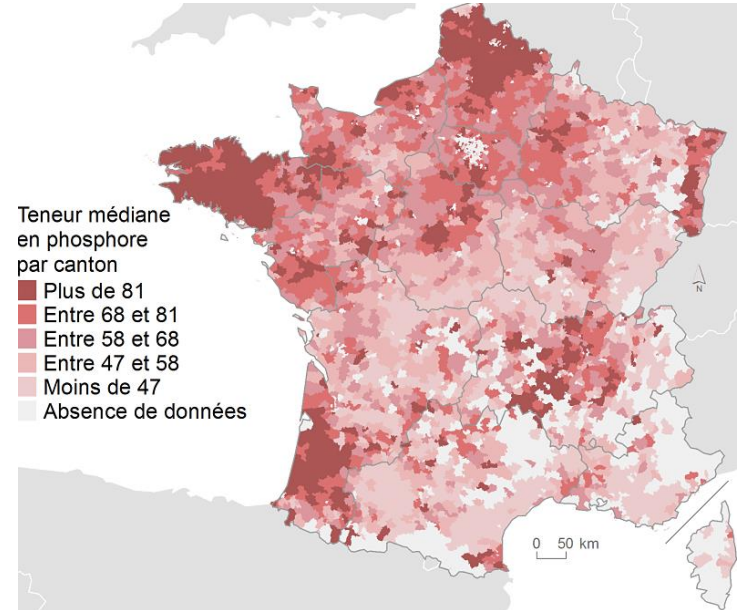 Teneur médiane
en phosphore
par canton
Plus de 81
Entre 68 et 81
Entre 58 et 68
Entre 47 et 58
Moins de 47
Absence de données
N
0 50 km